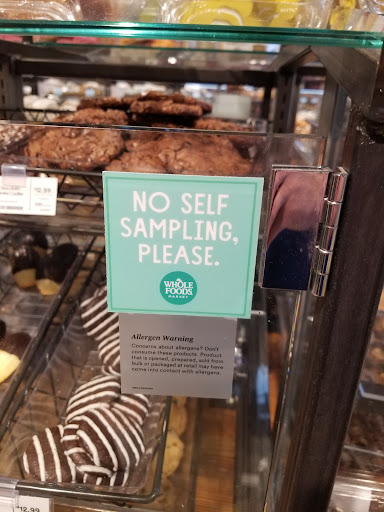 NO SELF
SAMPLING,
PLEASE.
WHOLE
FOODS
MARKET
Allergen Warning
Concerns about allergens? Don't
consume these products. Product
that is opened, prepared, sold from
bulk or packaged at retail may have
come into contact with allergens.
12.99
12.99